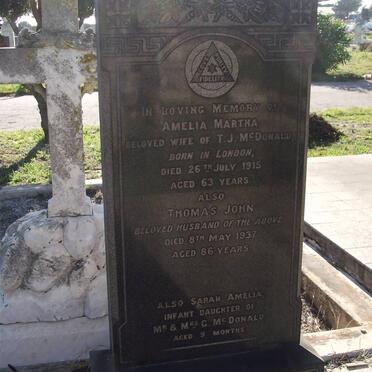 FIDELITY
IN LOVING MEMORY OF
AMELIA MARTHA
BELOVED WIFE OF T.J. McDONALD
BORN IN LONDON,
DIED 26TH JULY 1915
AGED 63 YEARS
ALSO
THOMAS JOHN
BELOVED HUSBAND OF THE ABOVE
DIED 8TH MAY 1937
AGED 86 YEARS
ALSO SARAH AMELIA,
INFANT DAUGHTER OF
MR & MRS C. McDONALD
AGED 9 MONTHS